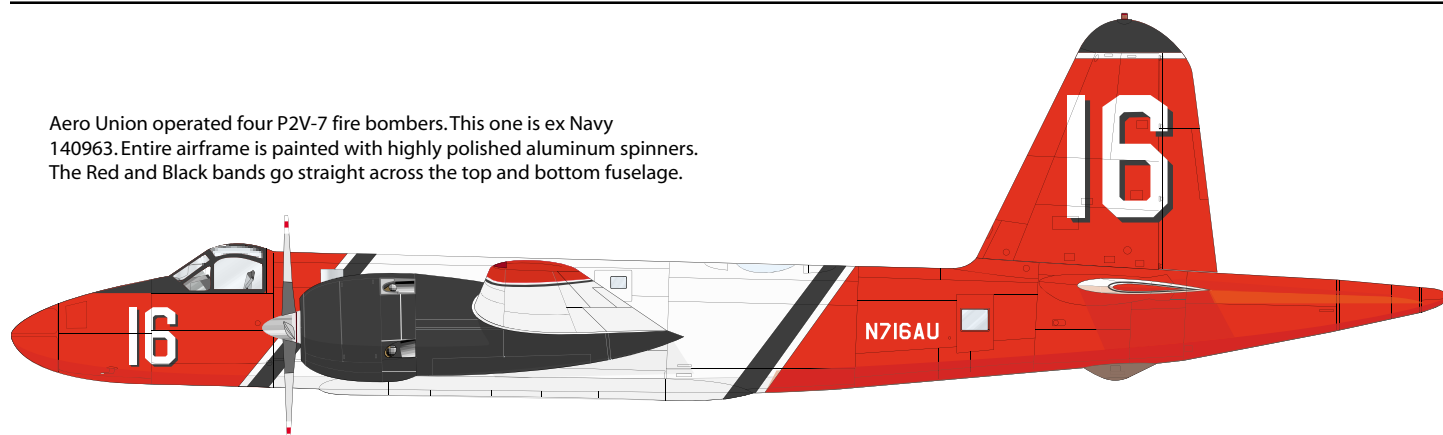 Aero Union operated four P2V-7 fire bombers. This one is ex Navy
140963. Entire airframe is painted with highly polished aluminum spinners.
The Red and Black bands go straight across the top and bottom fuselage.
16
16
N716AU